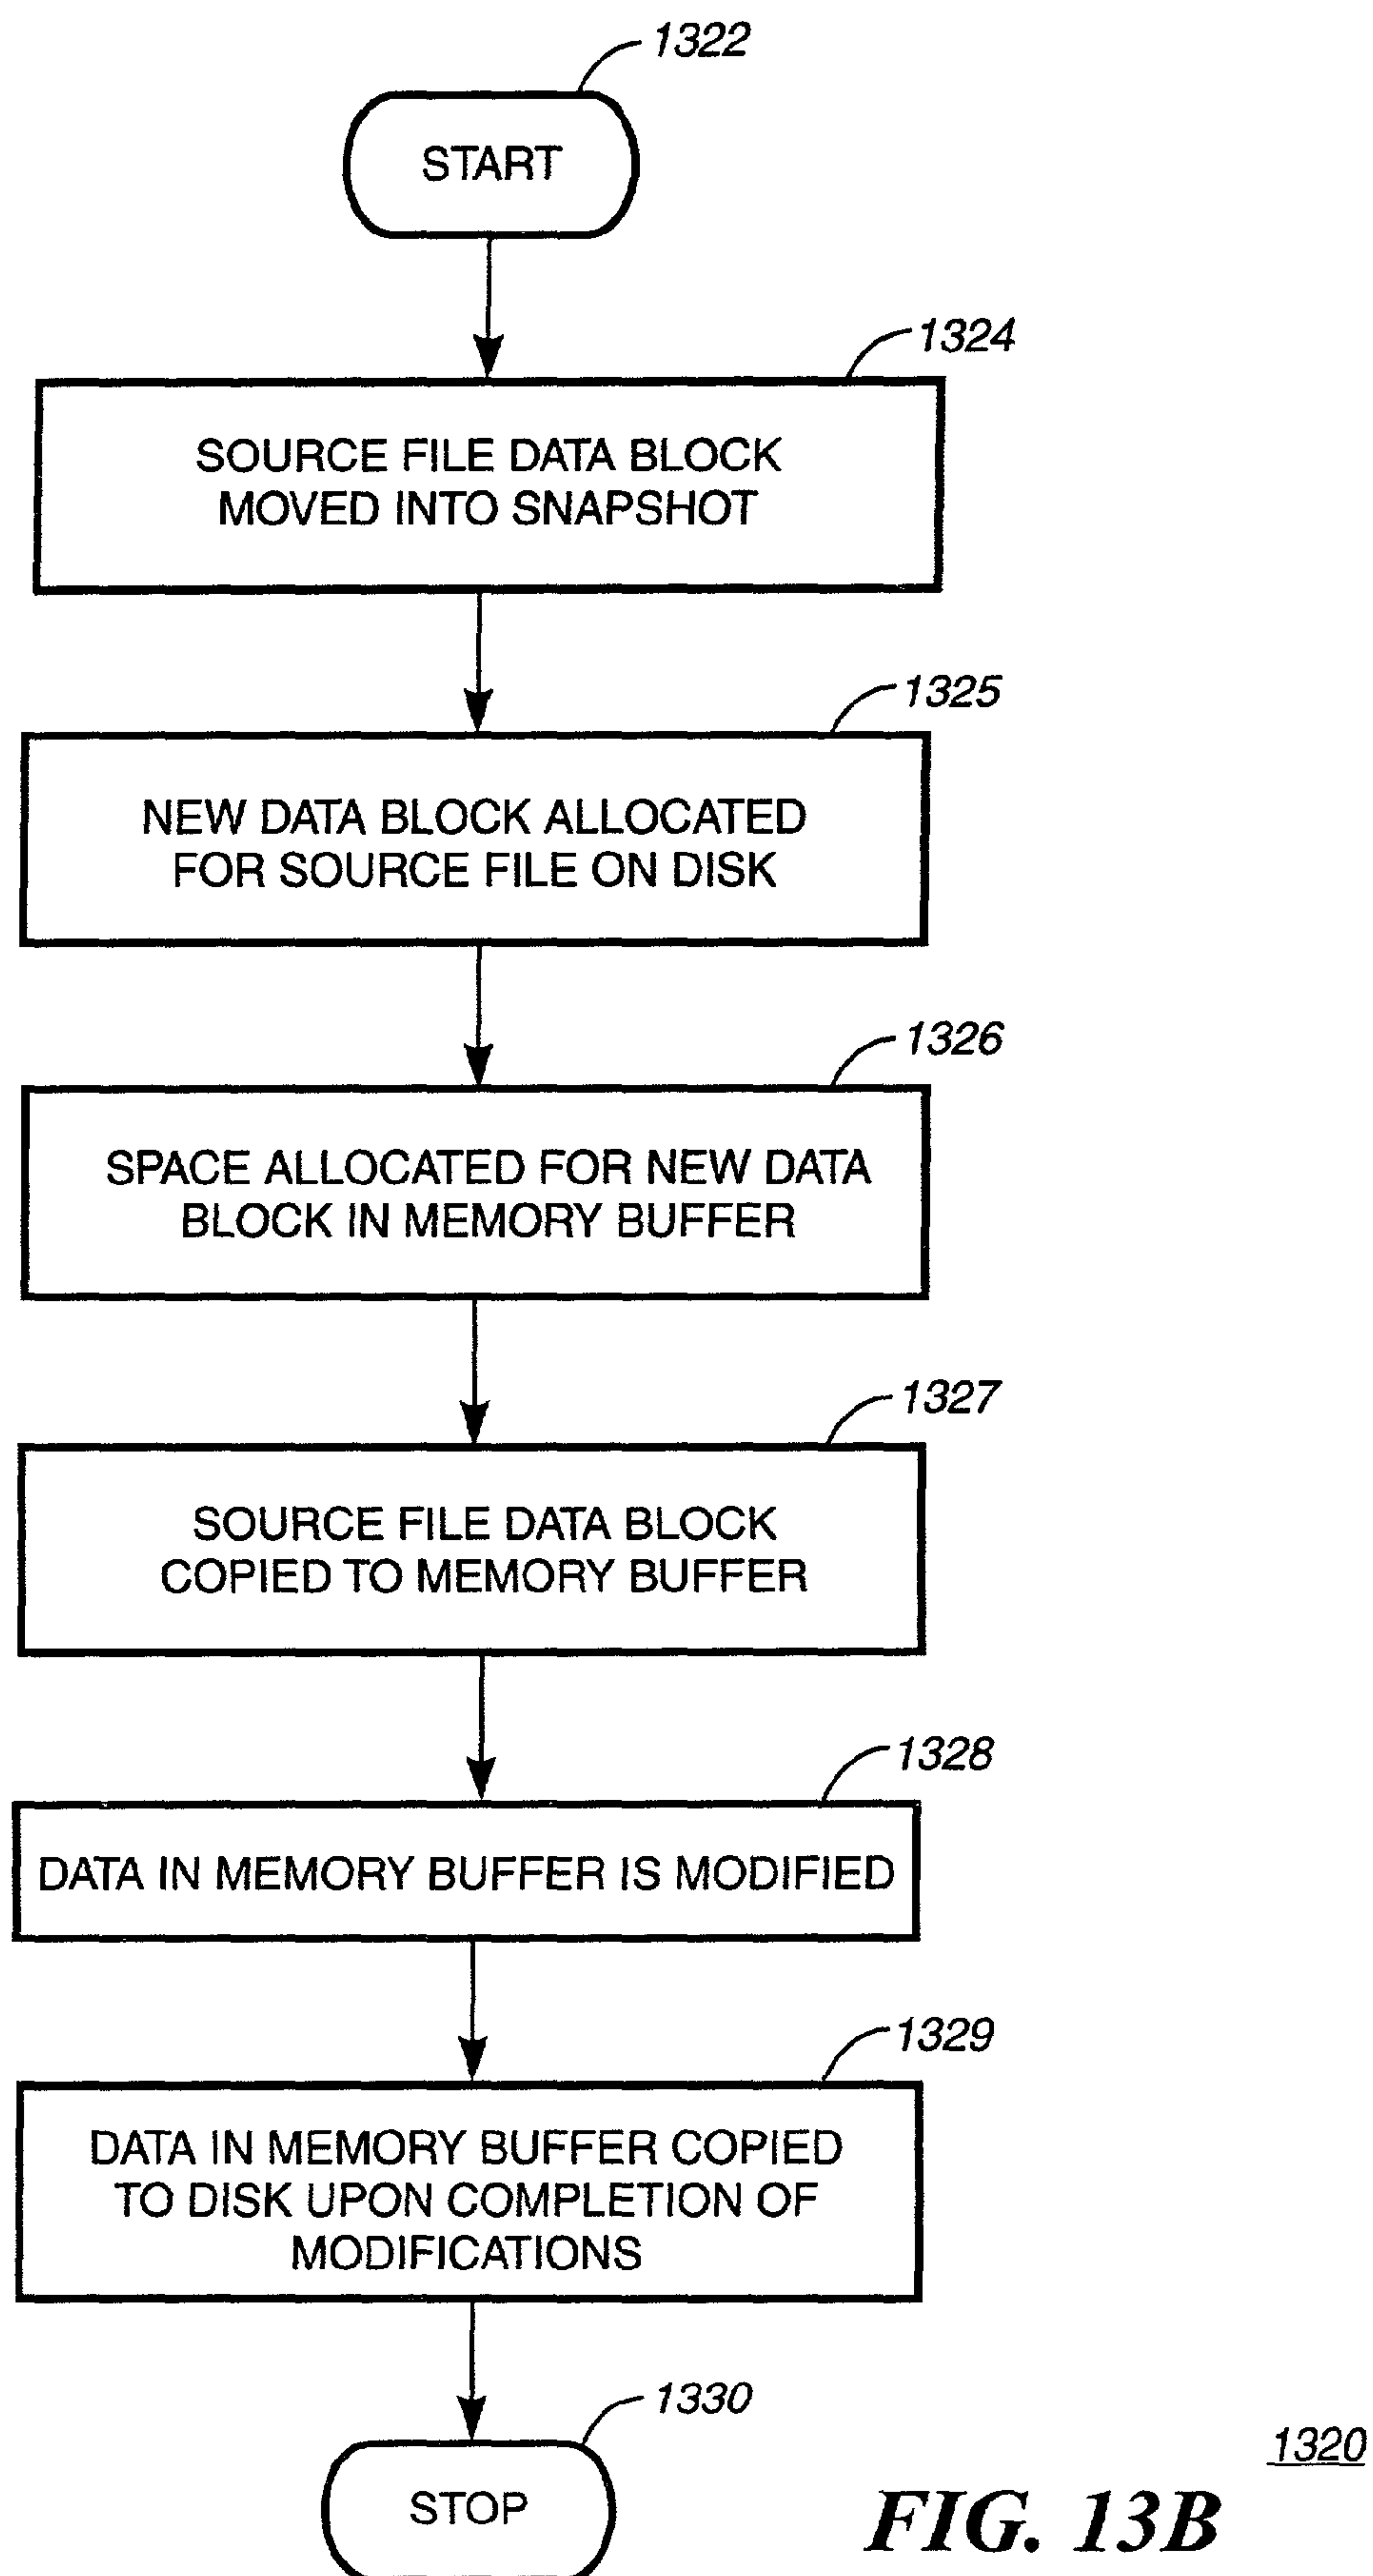 1322
START
1324
SOURCE FILE DATA BLOCK
MOVED INTO SNAPSHOT
1325
NEW DATA BLOCK ALLOCATED
FOR SOURCE FILE ON DISK
1326
SPACE ALLOCATED FOR NEW DATA
BLOCK IN MEMORY BUFFER
1327
SOURCE FILE DATA BLOCK
COPIED TO MEMORY BUFFER
1328
DATA IN MEMORY BUFFER IS MODIFIED
1329
DATA IN MEMORY BUFFER COPIED
TO DISK UPON COMPLETION OF
MODIFICATIONS
1330
STOP
1320
FIG. 13B